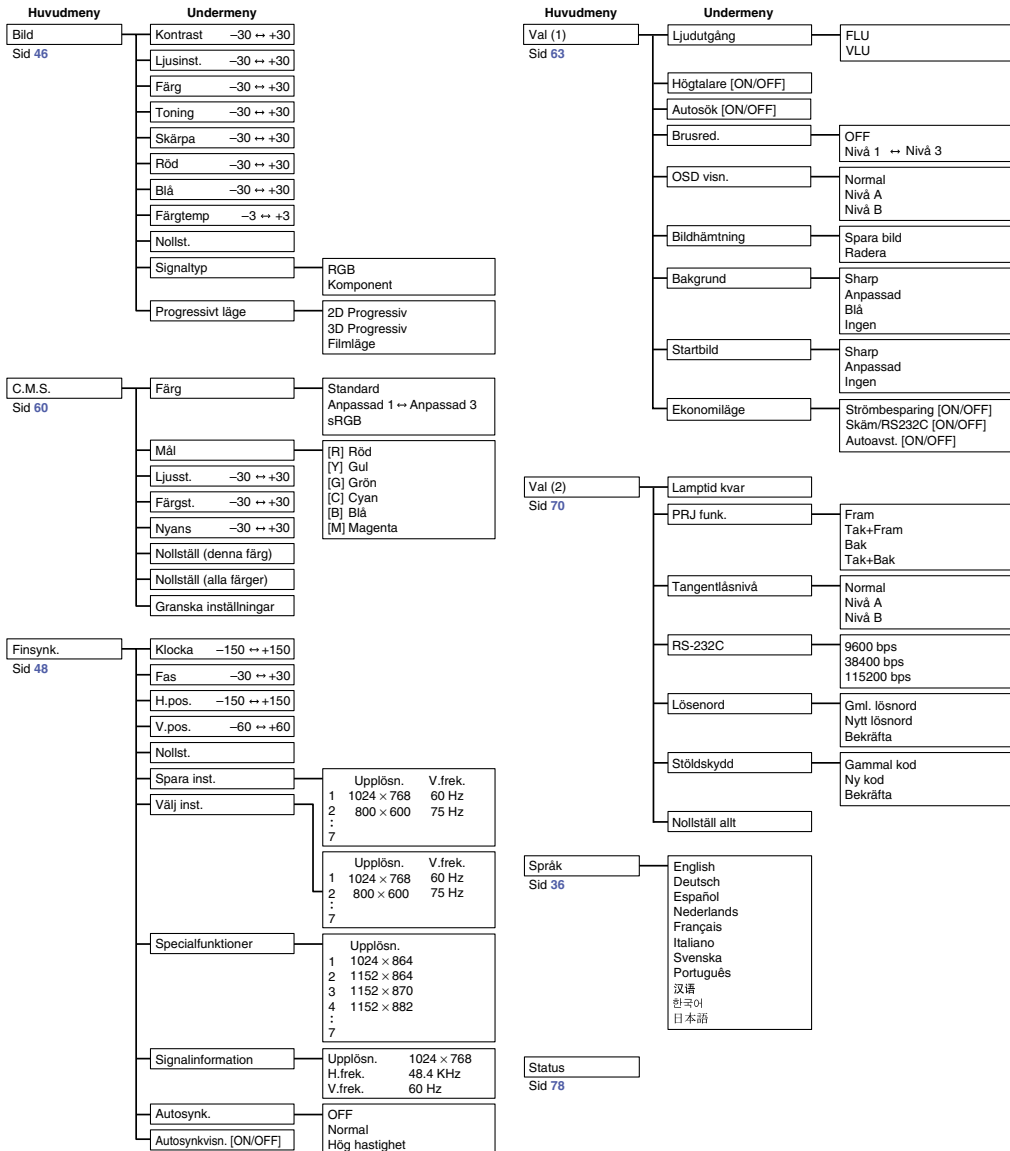 Huvudmeny Undermeny
Bild
Sid 46
Kontrast –30 ↔ +30
Ljusinst. –30 ↔ +30
Färg –30 ↔ +30
Toning –30 ↔ +30
Skärpa –30 ↔ +30
Röd –30 ↔ +30
Blå –30 ↔ +30
Färgtemp –3 ↔ +3
Nollst.
Signaltyp
RGB
Komponent
Progressivt läge
2D Progressiv
3D Progressiv
Filmläge
C.M.S.
Sid 60
Färg
Standard
Anpassad 1 ↔ Anpassad 3
sRGB
Mål
[R] Röd
[Y] Gul
[G] Grön
[C] Cyan
[B] Blå
[M] Magenta
Ljusst. –30 ↔ +30
Färgst. –30 ↔ +30
Nyans –30 ↔ +30
Nollställ (denna färg)
Nollställ (alla färger)
Granska inställningar
Finsynk.
Sid 48
Klocka –150 ↔ +150
Fas –30 ↔ +30
H.pos. –150 ↔ +150
V.pos. –60 ↔ +60
Nollst.
Spara inst.
Upplösn. V.frek.
1 1024 × 768 60 Hz
2 800 × 600 75 Hz
:
7
Välj inst.
Upplösn. V.frek.
1 1024 × 768 60 Hz
2 800 × 600 75 Hz
:
7
Specialfunktioner
Upplösn.
1 1024 × 864
2 1152 × 864
3 1152 × 870
4 1152 × 882
:
7
Signalinformation
Upplösn. 1024 × 768
H.frek. 48.4 KHz
V.frek. 60 Hz
Autosynk.
OFF
Normal
Hög hastighet
Autosynkvisn. [ON/OFF]
Huvudmeny Undermeny
Val (1)
Sid 63
Ljudutgång
FLU
VLU
Högtalare [ON/OFF]
Autosök [ON/OFF]
Brusred.
OFF
Nivå 1 ↔ Nivå 3
OSD visn.
Normal
Nivå A
Nivå B
Bildhämtning
Spara bild
Radera
Bakgrund
Sharp
Anpassad
Blå
Ingen
Startbild
Sharp
Anpassad
Ingen
Ekonomiläge
Strömbesparing [ON/OFF]
Skäm/RS232C [ON/OFF]
Autoavst. [ON/OFF]
Val (2)
Sid 70
Lamptid kvar
PRJ funk.
Fram
Tak+Fram
Bak
Tak+Bak
Tangentlåsnivå
Normal
Nivå A
Nivå B
RS-232C
9600 bps
38400 bps
115200 bps
Lösenord
Gml. lösnord
Nytt lösnord
Bekräfta
Stöldskydd
Gammal kod
Ny kod
Bekräfta
Nollställ allt
Språk
Sid 36
English
Deutsch
Español
Nederlands
Français
Italiano
Svenska
Português
汉语
한국어
日本語
Status
Sid 78